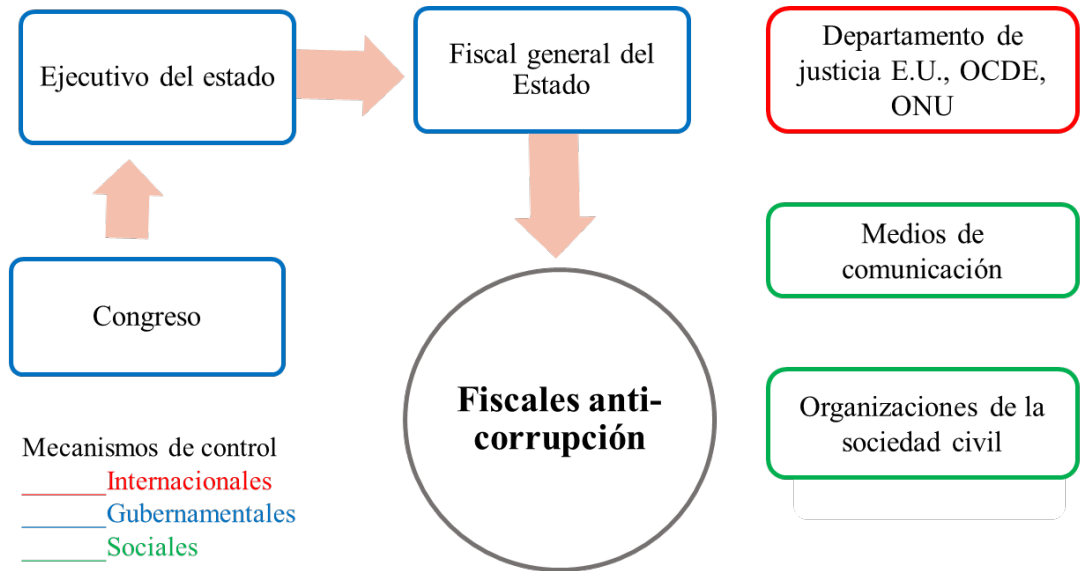 Ejecutivo del estado
Fiscal general del
Estado
Departamento de
justicia E.U., OCDE,
ONU
Medios de
comunicación
Congreso
Fiscales anti-
corrupción
Organizaciones de la
sociedad civil
Mecanismos de control
Internacionales
Gubernamentales
Sociales